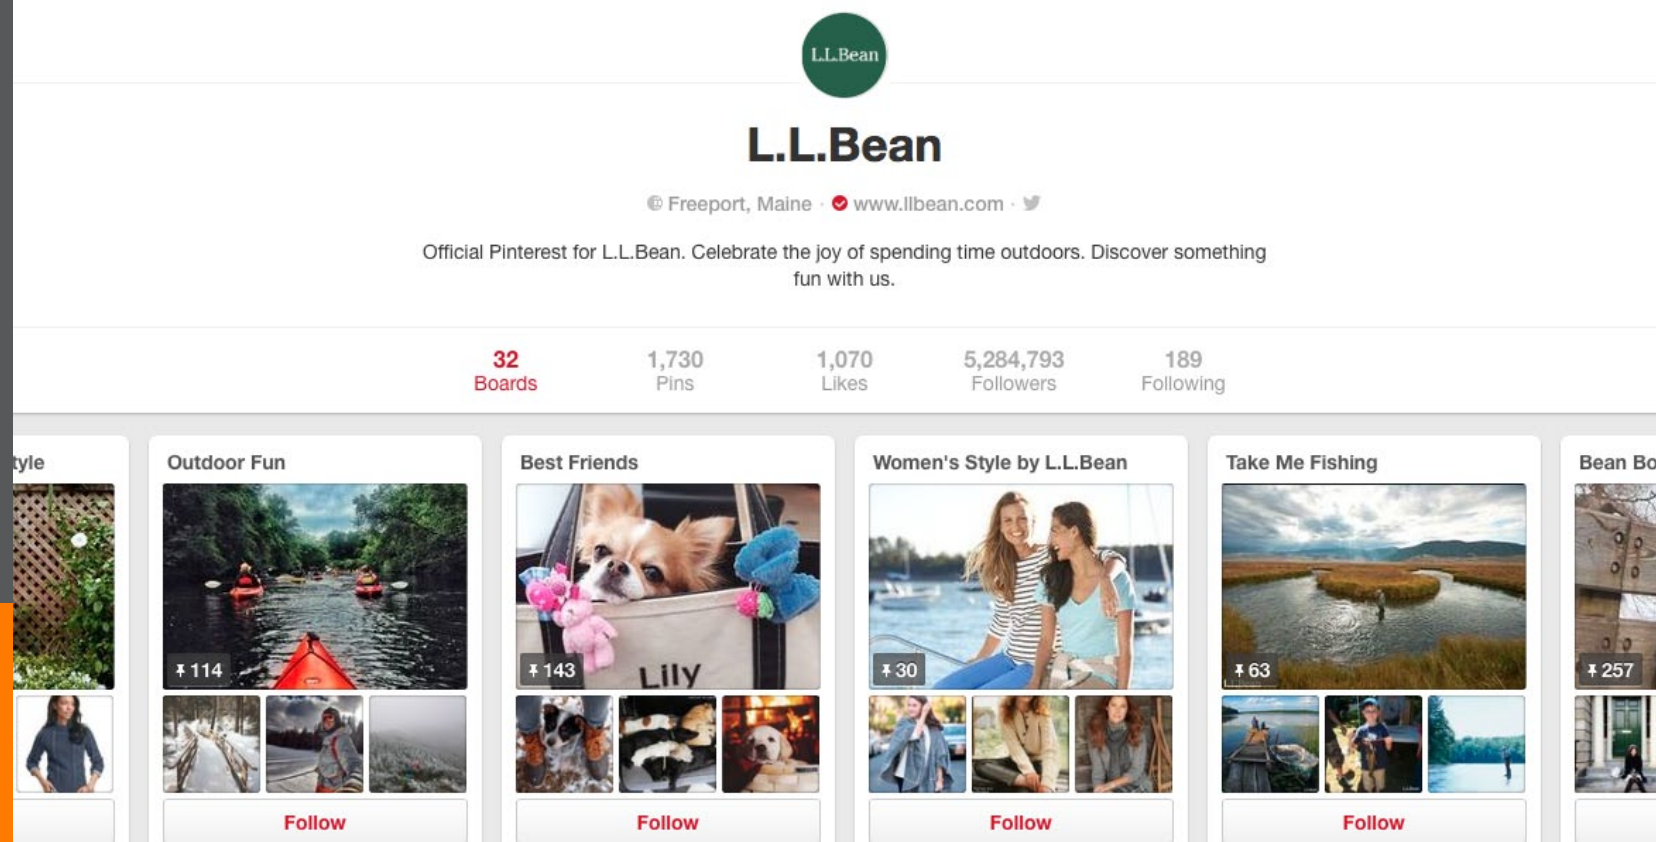 L.L.Bean
L.L.Bean
Freeport, Maine · www.llbean.com ·
Official Pinterest for L.L.Bean. Celebrate the joy of spending time outdoors. Discover something
fun with us.
32 1,730 1,070 5,284,793 189
Boards Pins Likes Followers Following
tyle Outdoor Fun Best Friends Women's Style by L.L.Bean Take Me Fishing Bean Bo
Lily
114 143 30 63 257
Follow Follow Follow Follow